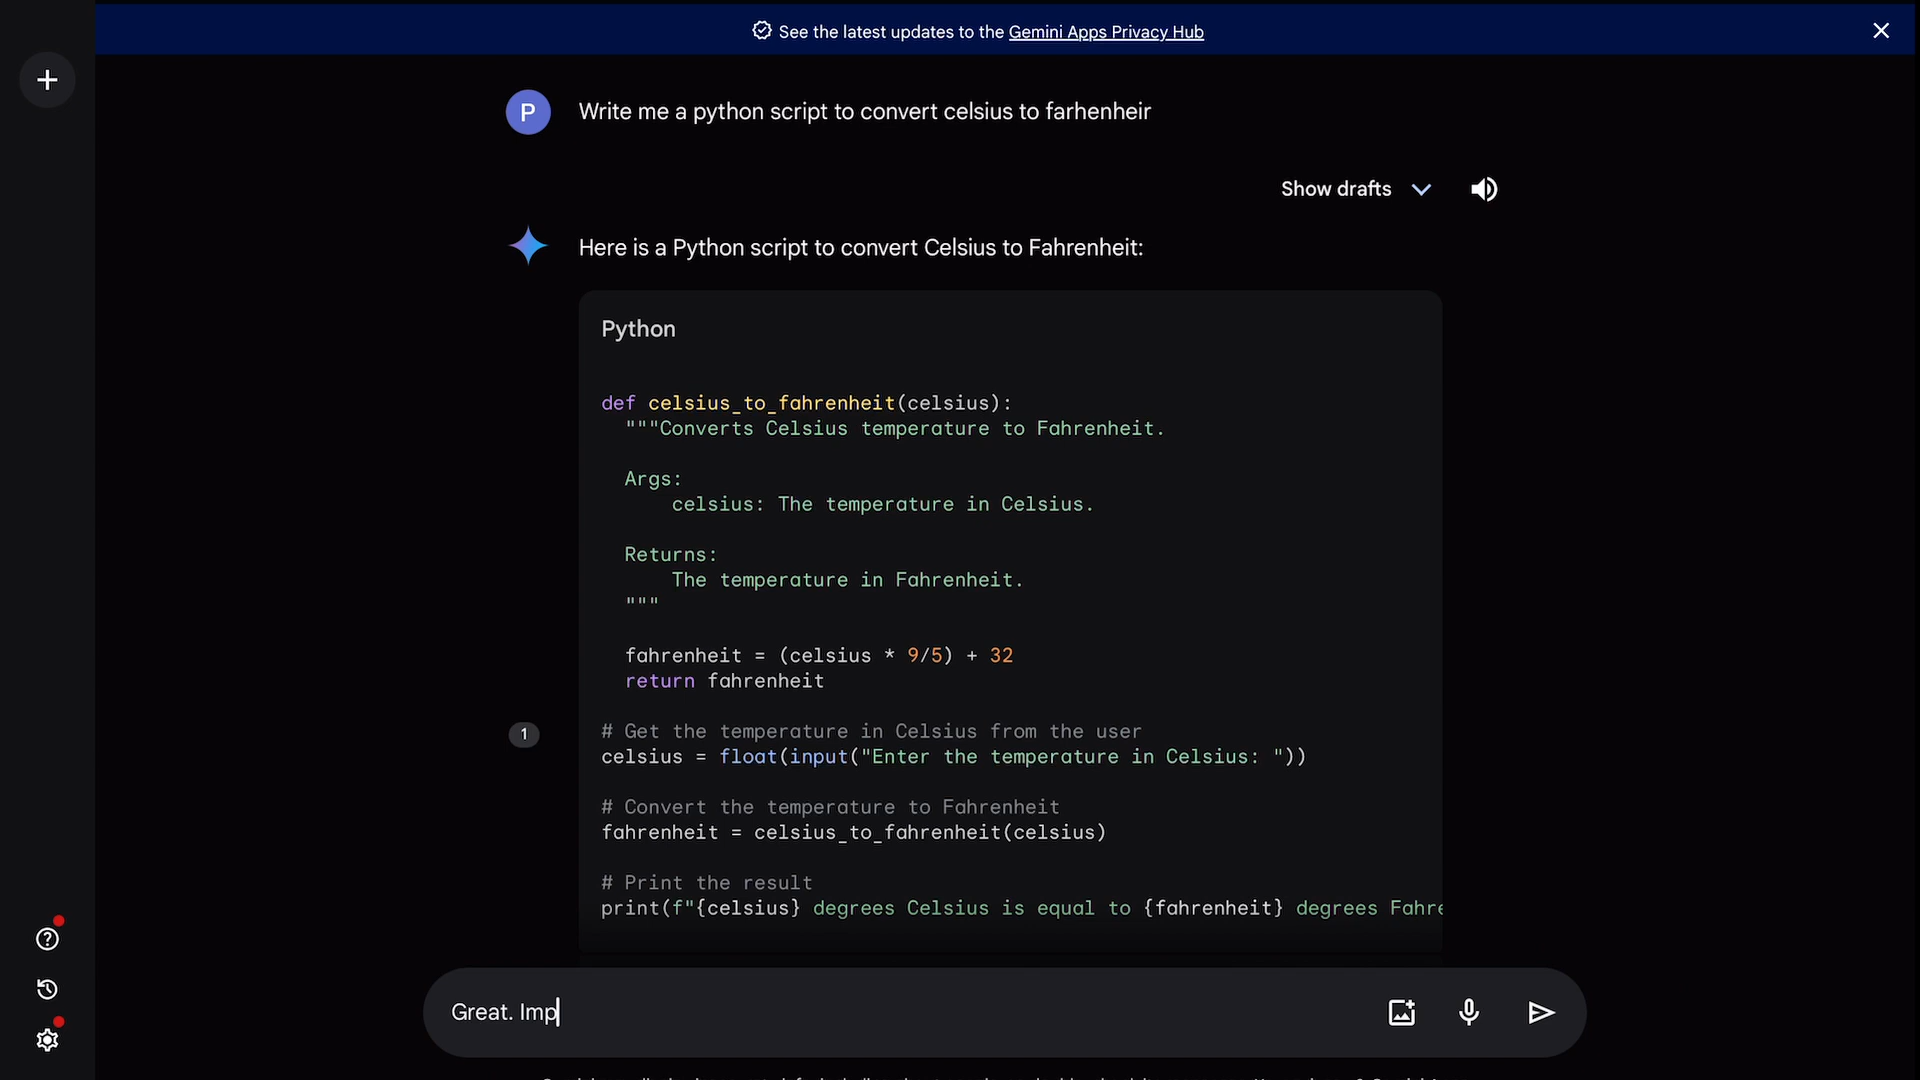 See the latest updates to the Gemini Apps Privacy Hub
P
Write me a python script to convert celsius to farhenheir
Show drafts
Here is a Python script to convert Celsius to Fahrenheit:
Python
def celsius_to_fahrenheit(celsius):
"""Converts Celsius temperature to Fahrenheit.
Args:
celsius: The temperature in Celsius.
Returns:
The temperature in Fahrenheit.
"""
fahrenheit = (celsius * 9/5) + 32
return fahrenheit
1
# Get the temperature in Celsius from the user
celsius = float(input("Enter the temperature in Celsius: "))
# Convert the temperature to Fahrenheit
fahrenheit = celsius_to_fahrenheit(celsius)
# Print the result
print(f"{celsius} degrees Celsius is equal to {fahrenheit} degrees Fahre
Great. Imp